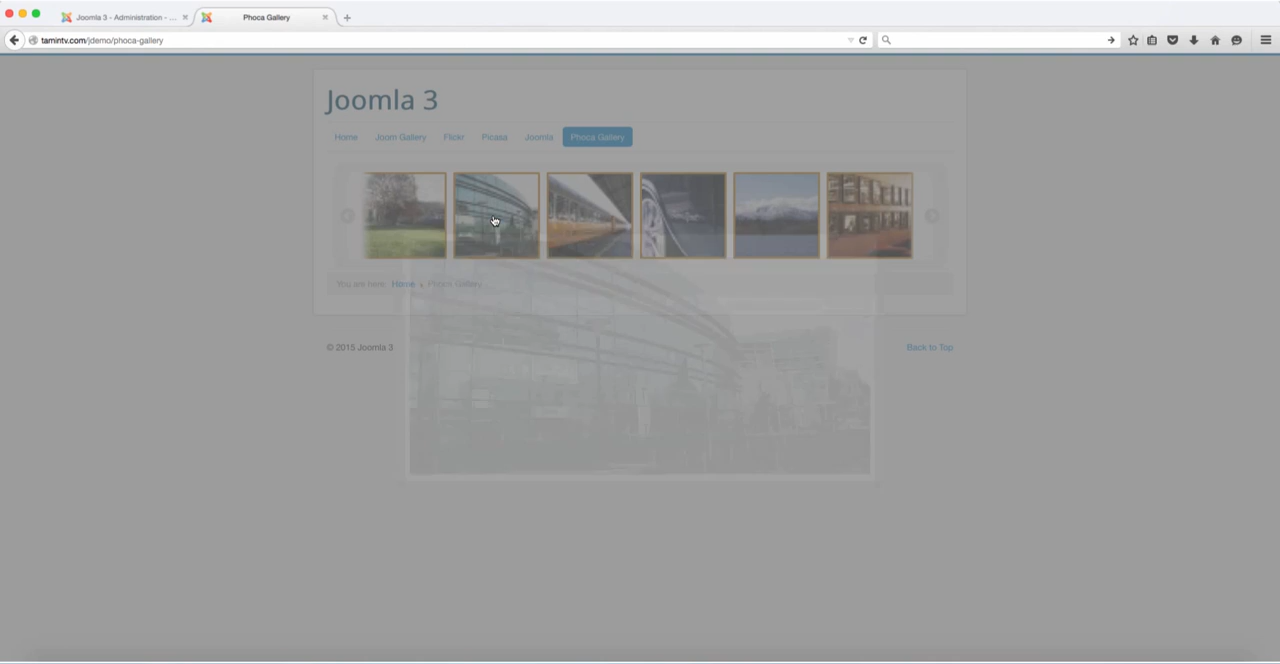 Joomla 3 - Administration - ...
Phoca Gallery
tamintv.com/jdemo/phoca-gallery
Joomla 3
Home Joom Gallery Flickr Picasa Joomla Phoca Gallery
You are here: Home Phoca Gallery
© 2015 Joomla 3
Back to Top